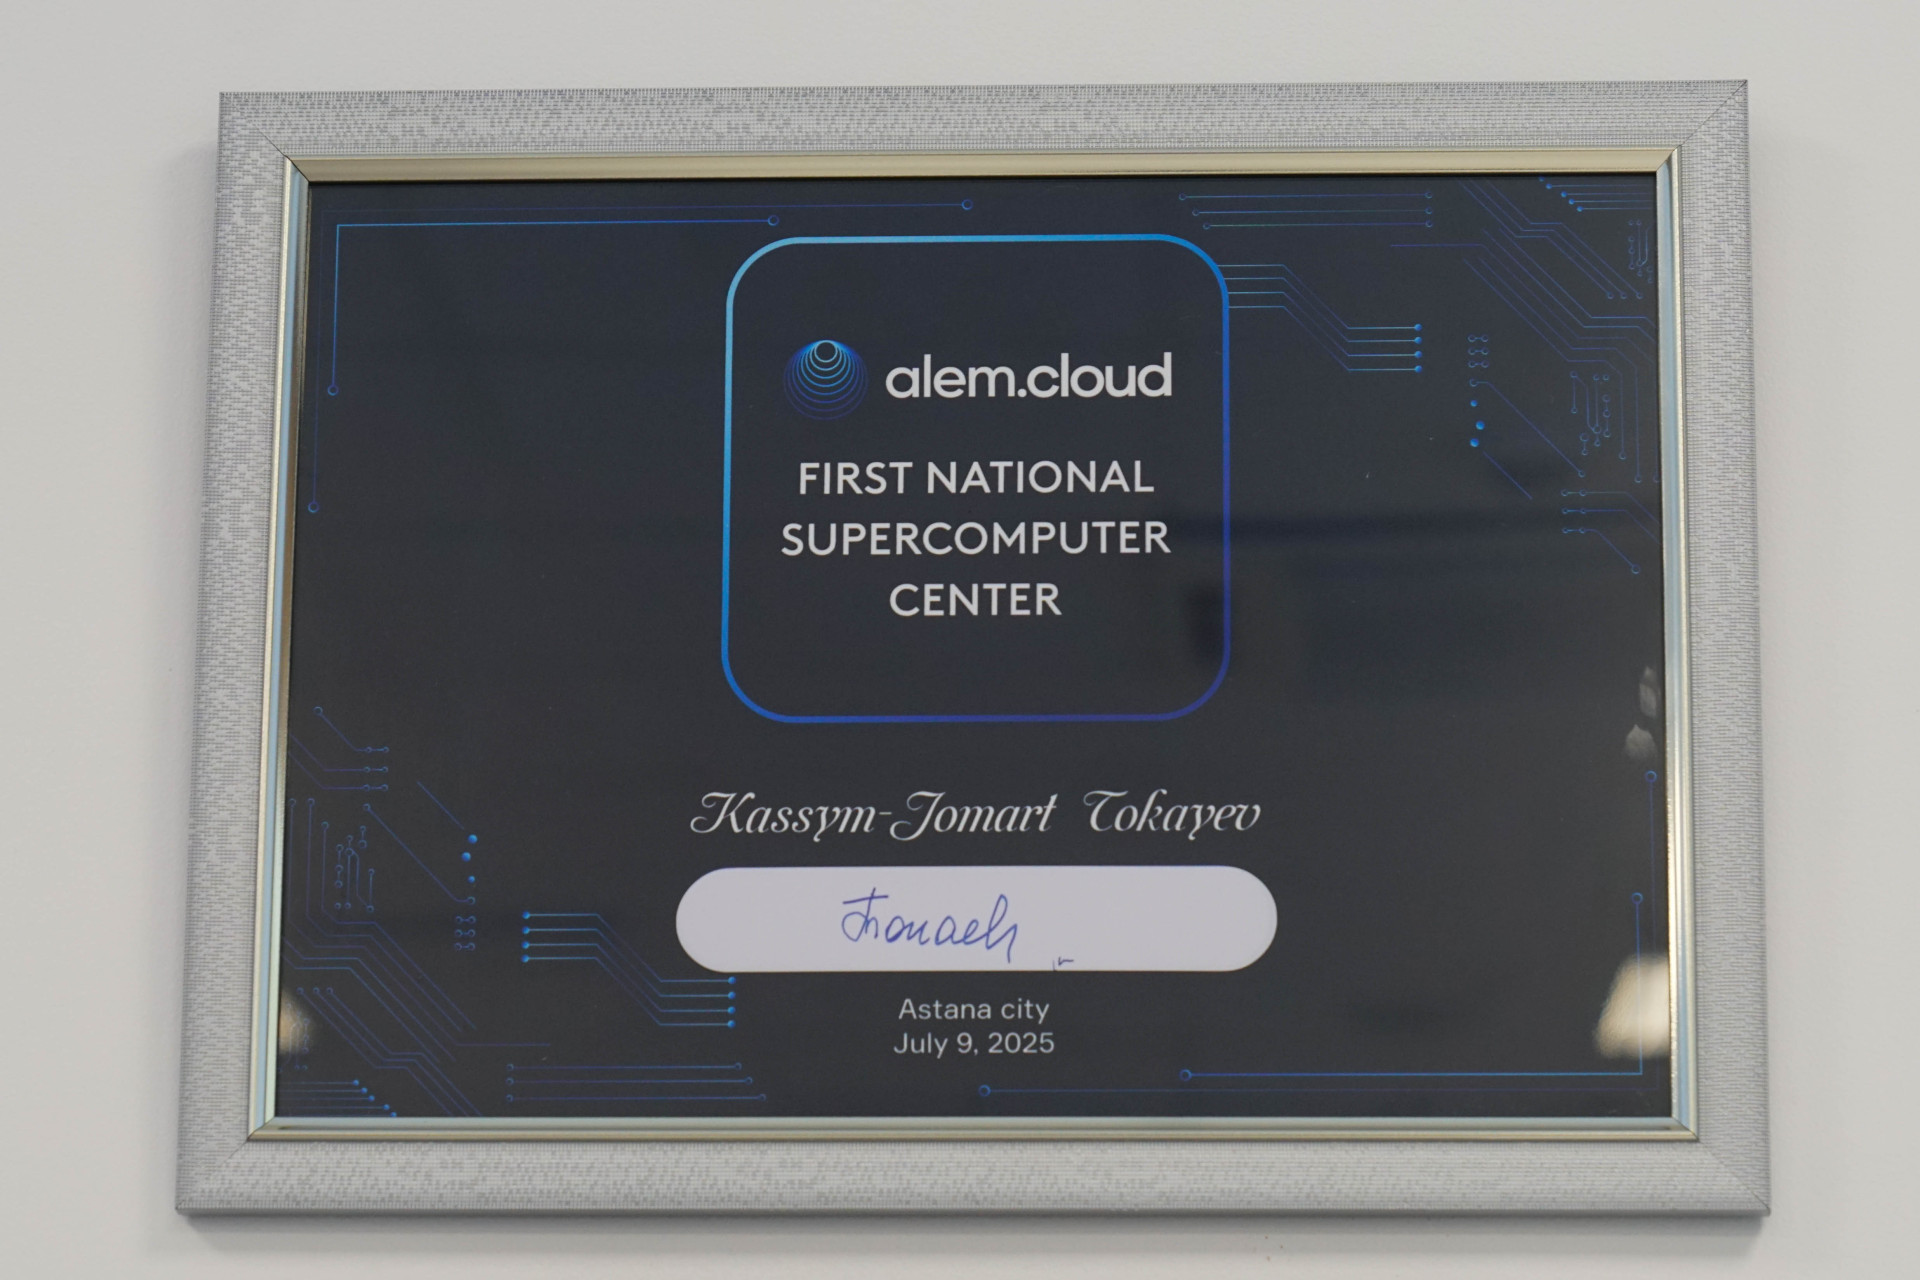 alem.cloud
FIRST NATIONAL
SUPERCOMPUTER
CENTER
Kassym-Jomart Tokayev
Astana city
July 9, 2025